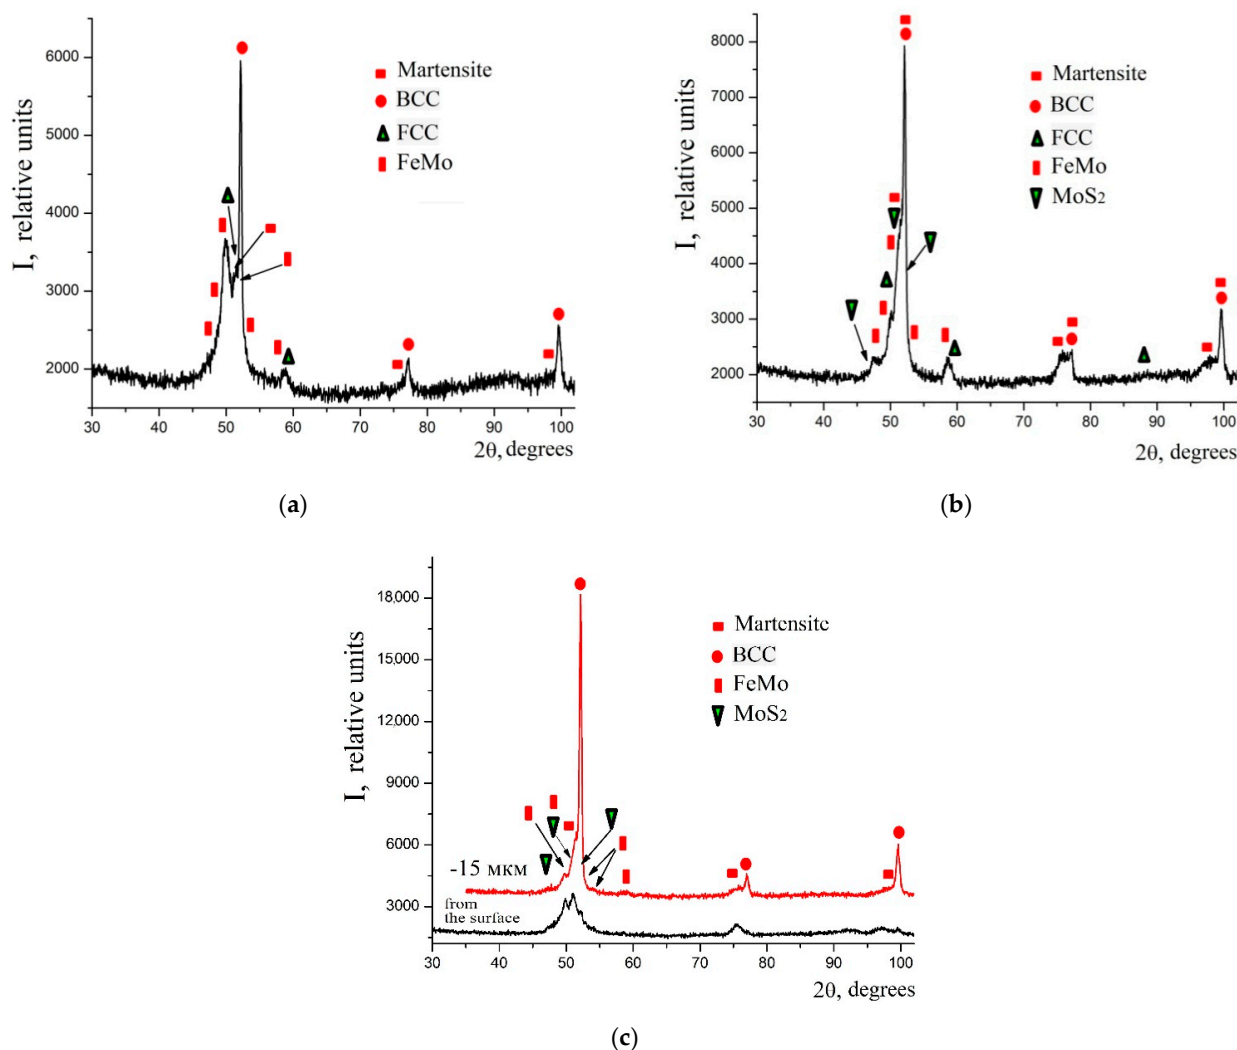 6000
5000
4000
3000
2000
I, relative units
Martensite
BCC
FCC
FeMo
30 40 50 60 70 80 90 100
2θ, degrees
(a)
8000
7000
6000
5000
4000
3000
2000
I, relative units
Martensite
BCC
FCC
FeMo
MoS2
30 40 50 60 70 80 90 100
2θ, degrees
(b)
18,000
15,000
12,000
9000
6000
3000
I, relative units
Martensite
BCC
FeMo
MoS2
-15 мкм
from
the surface
30 40 50 60 70 80 90 100
2θ, degrees
(c)